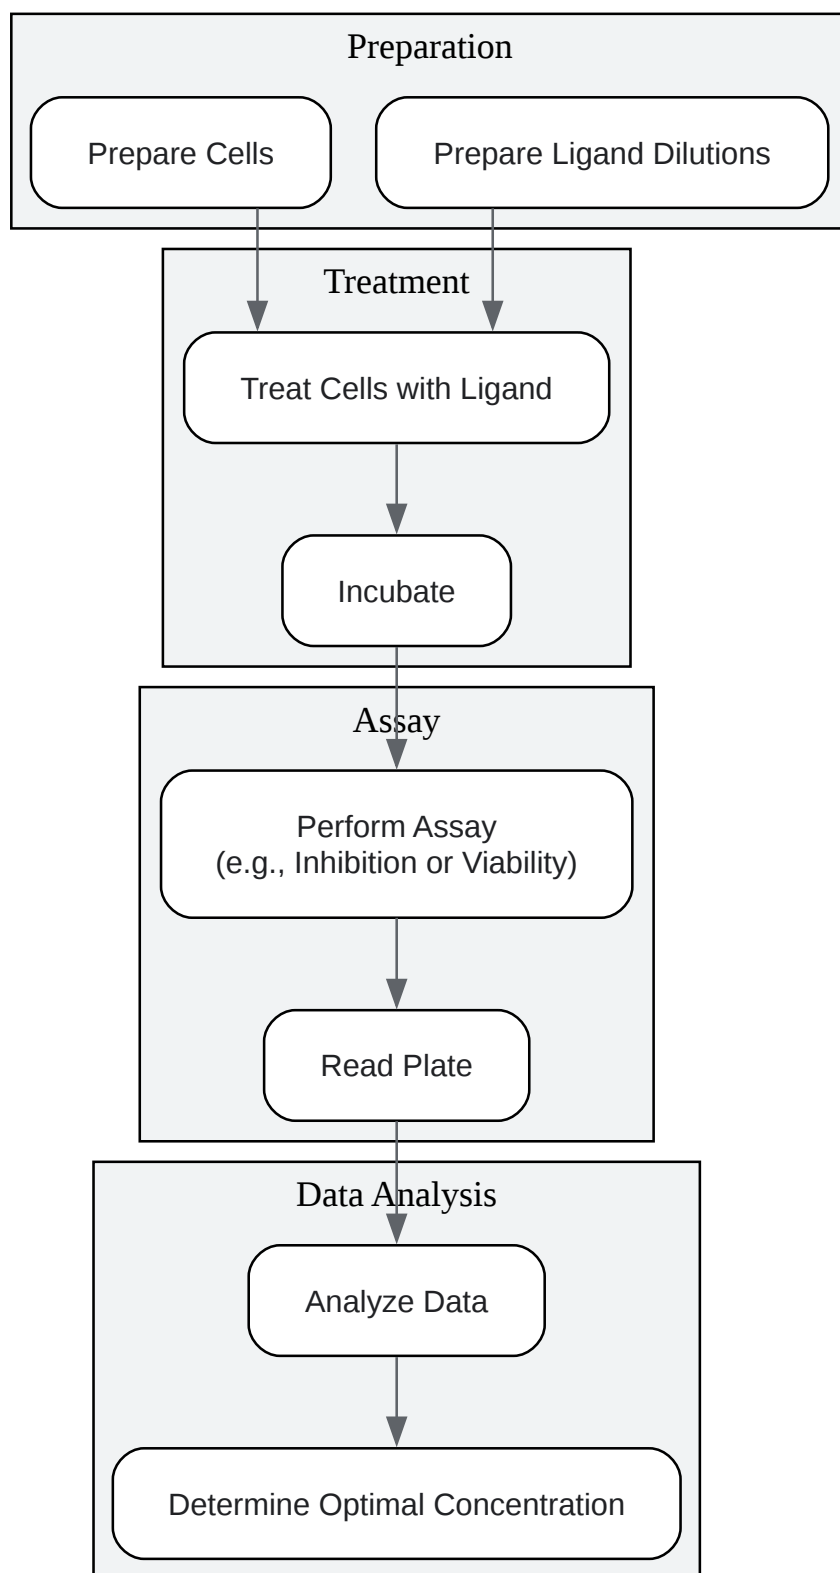 Preparation
Prepare Cells
Prepare Ligand Dilutions
Treatment
Treat Cells with Ligand
Incubate
Assay
Perform Assay
(e.g., Inhibition or Viability)
Read Plate
Data Analysis
Analyze Data
Determine Optimal Concentration